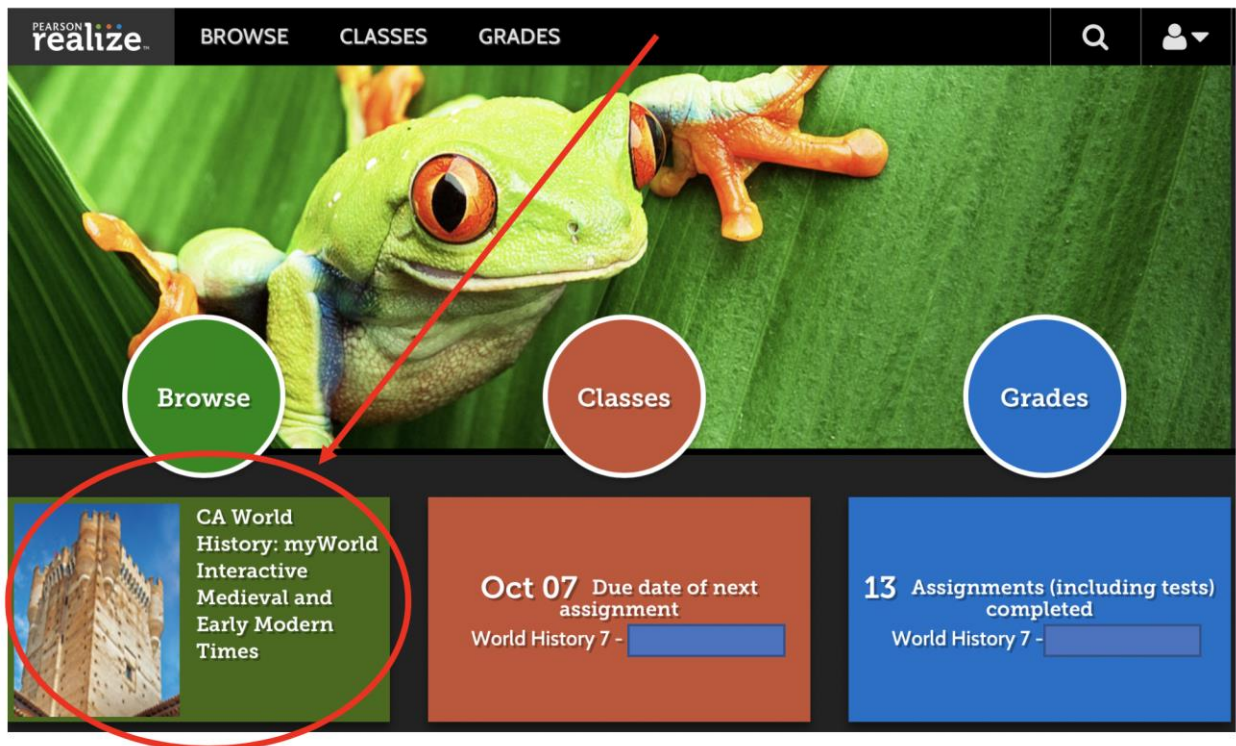 PEARSON
realize™
BROWSE CLASSES GRADES
Browse
Classes
Grades
CA World
History: myWorld
Interactive
Medieval and
Early Modern
Times
Oct 07 Due date of next
assignment
World History 7 -
13 Assignments (including tests)
completed
World History 7 -